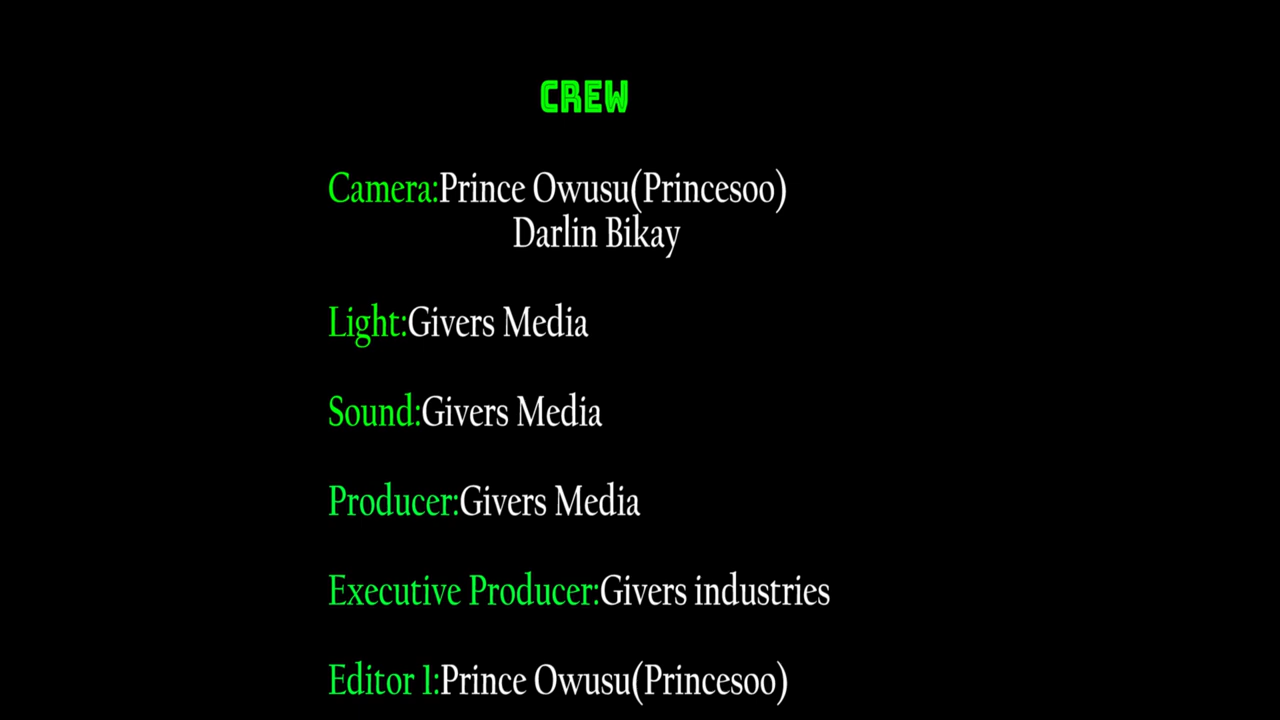 CREW
Camera:Prince Owusu(Princesoo)
Darlin Bikay
Light:Givers Media
Sound:Givers Media
Producer:Givers Media
Executive Producer:Givers industries
Editor 1:Prince Owusu(Princesoo)